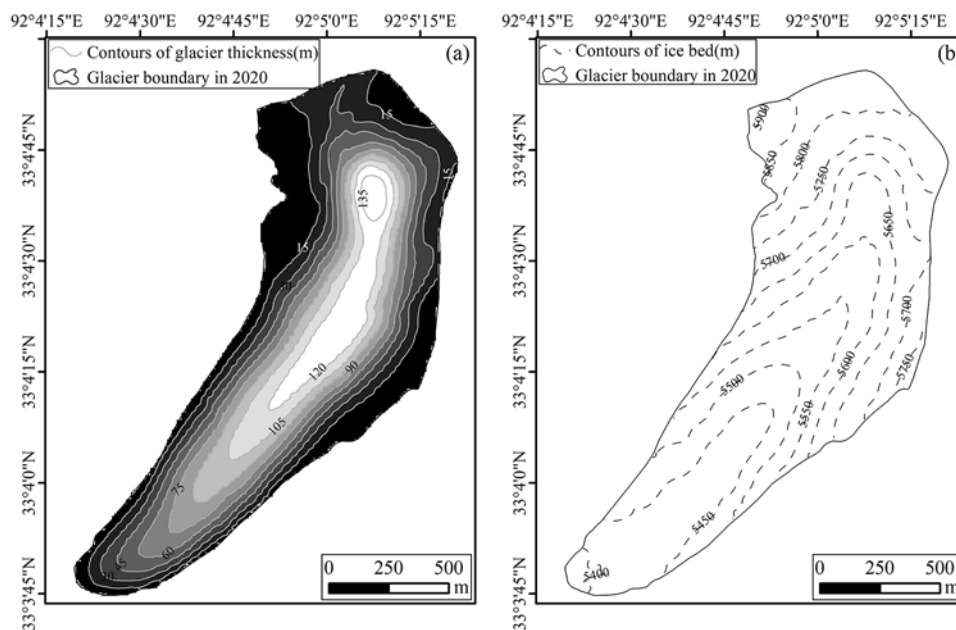 92°4'15"E 92°4'30"E 92°4'45"E 92°5'0"E 92°5'15"E
Contours of glacier thickness(m)
Glacier boundary in 2020
(a)
33°4'45"N
33°4'30"N
33°4'15"N
33°4'0"N
33°3'45"N
15
15
135
15
30
120
90
105
75
60
45
0 250 500
m
92°4'15"E 92°4'30"E 92°4'45"E 92°5'0"E 92°5'15"E
Contours of ice bed(m)
Glacier boundary in 2020
(b)
33°4'45"N
33°4'30"N
33°4'15"N
33°4'0"N
33°3'45"N
5900
5850
5800
5750
5650
5700
5700
5750
5600
5500
5550
5450
5400
0 250 500
m